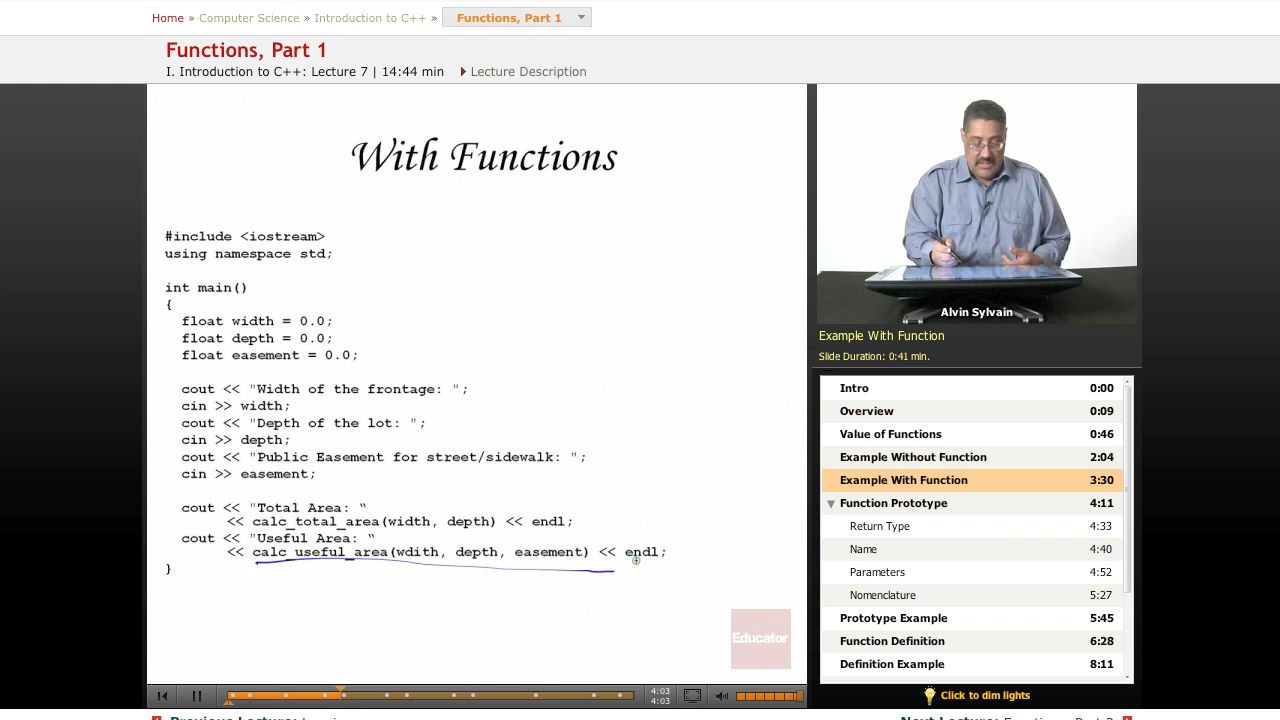 Home » Computer Science » Introduction to C++ » Functions, Part 1
Functions, Part 1
I. Introduction to C++: Lecture 7 | 14:44 min Lecture Description
With Functions
#include <iostream>
using namespace std;
int main()
{
float width = 0.0;
float depth = 0.0;
float easement = 0.0;
cout << "Width of the frontage: ";
cin >> width;
cout << "Depth of the lot: ";
cin >> depth;
cout << "Public Easement for street/sidewalk: ";
cin >> easement;
cout << "Total Area: “
<< calc_total_area(width, depth) << endl;
cout << "Useful Area: “
<< calc_useful_area(wdith, depth, easement) << endl;
}
Educator
4:03
4:03
Alvin Sylvain
Example With Function
Slide Duration: 0:41 min.
Intro 0:00
Overview 0:09
Value of Functions 0:46
Example Without Function 2:04
Example With Function 3:30
Function Prototype 4:11
Return Type 4:33
Name 4:40
Parameters 4:52
Nomenclature 5:27
Prototype Example 5:45
Function Definition 6:28
Definition Example 8:11
Click to dim lights
Previous Lecture:
Next Lecture: